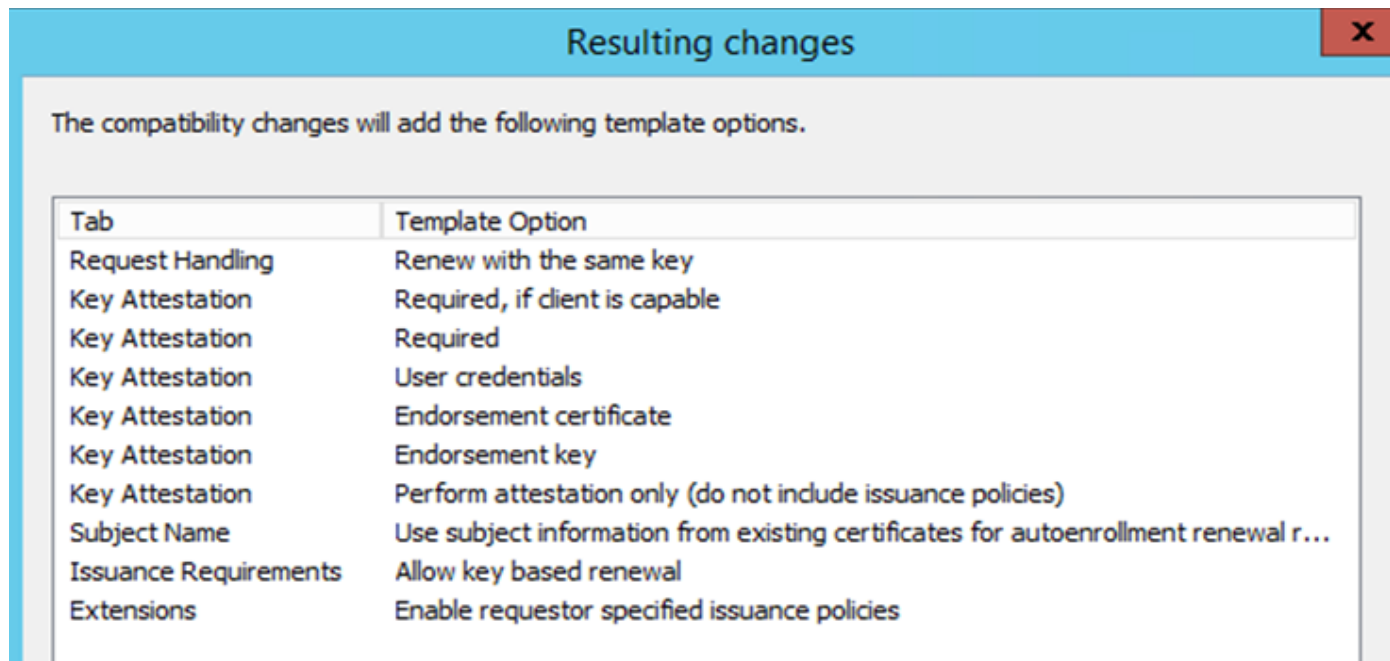 Resulting changes
x
The compatibility changes will add the following template options.
Tab Template Option
Request Handling Renew with the same key
Key Attestation Required, if client is capable
Key Attestation Required
Key Attestation User credentials
Key Attestation Endorsement certificate
Key Attestation Endorsement key
Key Attestation Perform attestation only (do not include issuance policies)
Subject Name Use subject information from existing certificates for autoenrollment renewal r...
Issuance Requirements Allow key based renewal
Extensions Enable requestor specified issuance policies